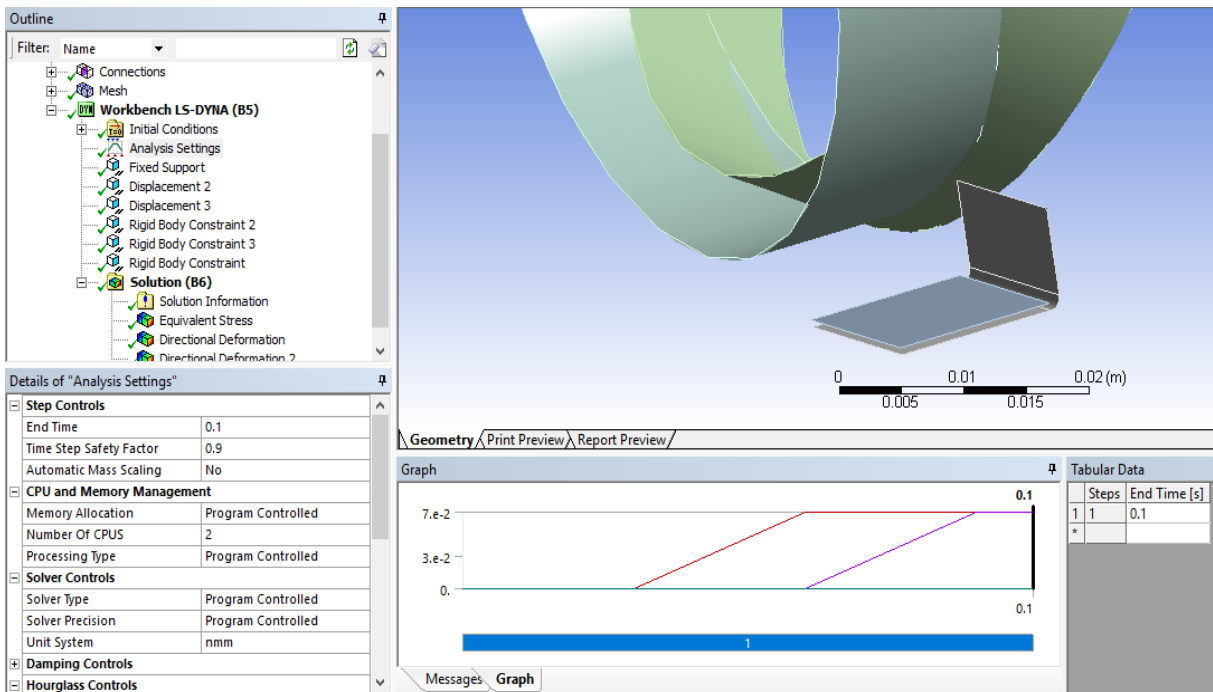 Outline
Filter: Name
Connections
Mesh
DYN Workbench LS-DYNA (B5)
T=0 Initial Conditions
Analysis Settings
Fixed Support
Displacement 2
Displacement 3
Rigid Body Constraint 2
Rigid Body Constraint 3
Rigid Body Constraint
Solution (B6)
Solution Information
Equivalent Stress
Directional Deformation
Directional Deformation 2
Details of "Analysis Settings"
Step Controls
End Time 0.1
Time Step Safety Factor 0.9
Automatic Mass Scaling No
CPU and Memory Management
Memory Allocation Program Controlled
Number Of CPUS 2
Processing Type Program Controlled
Solver Controls
Solver Type Program Controlled
Solver Precision Program Controlled
Unit System nmm
Damping Controls
Hourglass Controls
0 0.01 0.02 (m)
0.005 0.015
Geometry Print Preview Report Preview
Graph
0.1
7.e-2
3.e-2
0.
0.1
1
Messages Graph
Tabular Data
Steps End Time [s]
1 1 0.1
*